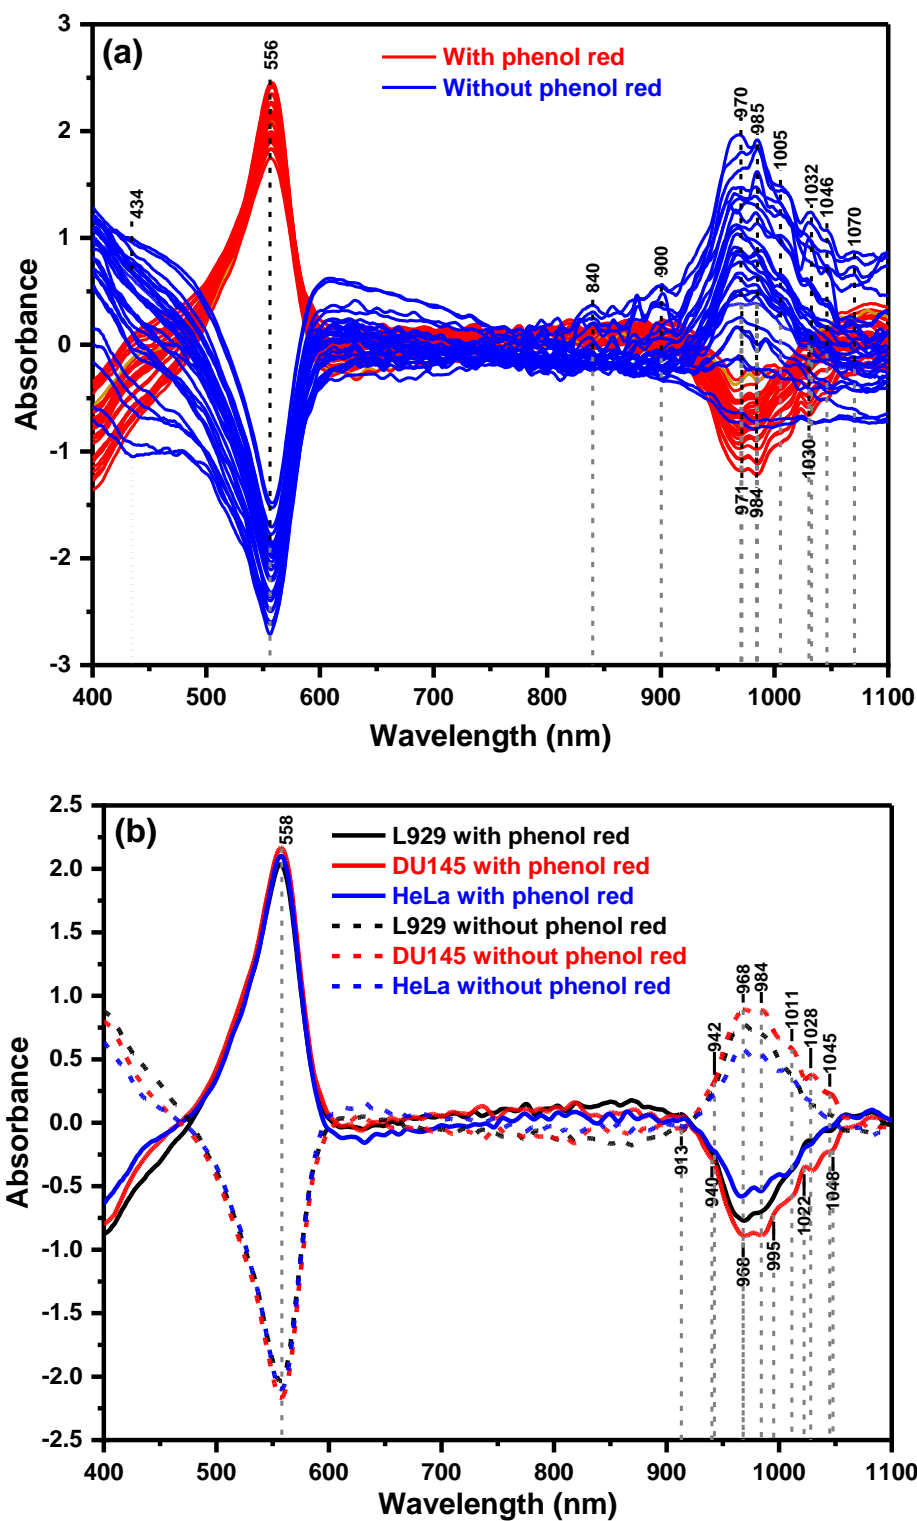 (a)
With phenol red
Without phenol red
556
434
840
900
970
985
1005
1032
1046
1070
971
984
1030
3
2
1
0
-1
-2
-3
Absorbance
400 500 600 700 800 900 1000 1100
Wavelength (nm)
(b)
L929 with phenol red
DU145 with phenol red
HeLa with phenol red
L929 without phenol red
DU145 without phenol red
HeLa without phenol red
558
942
968
984
1011
1028
1045
913
940
968
995
1022
1048
2.5
2.0
1.5
1.0
0.5
0.0
-0.5
-1.0
-1.5
-2.0
-2.5
Absorbance
400 500 600 700 800 900 1000 1100
Wavelength (nm)